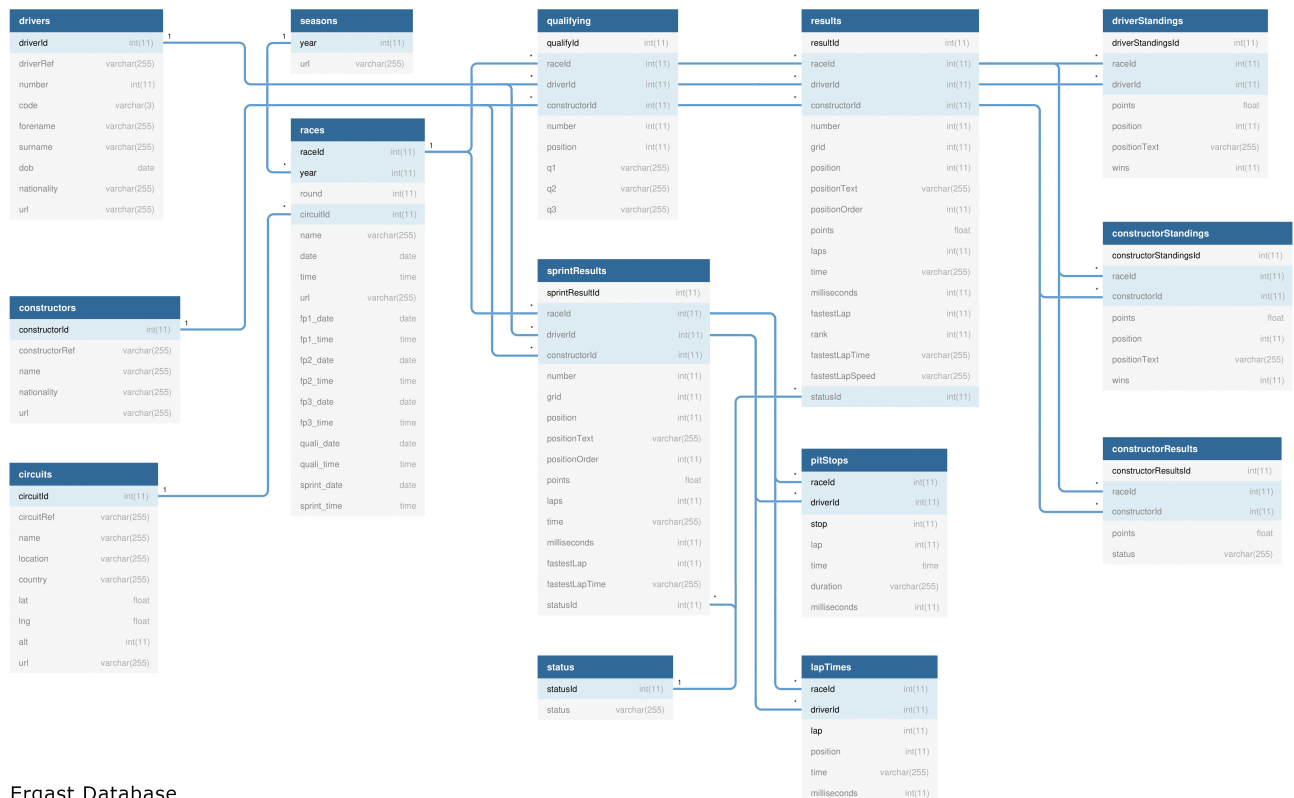 drivers
driverId int(11)
driverRef varchar(255)
number int(11)
code varchar(3)
forename varchar(255)
surname varchar(255)
dob date
nationality varchar(255)
url varchar(255)
1
constructors
constructorId int(11)
constructorRef varchar(255)
name varchar(255)
nationality varchar(255)
url varchar(255)
1
circuits
circuitId int(11)
circuitRef varchar(255)
name varchar(255)
location varchar(255)
country varchar(255)
lat float
lng float
alt int(11)
url varchar(255)
1
seasons
1
year int(11)
url varchar(255)
races
raceId int(11)
1
*
year int(11)
round int(11)
*
circuitId int(11)
name varchar(255)
date date
time time
url varchar(255)
fp1_date date
fp1_time time
fp2_date date
fp2_time time
fp3_date date
fp3_time time
quali_date date
quali_time time
sprint_date date
sprint_time time
qualifying
qualifyId int(11)
*
raceId int(11)
*
driverId int(11)
*
constructorId int(11)
number int(11)
position int(11)
q1 varchar(255)
q2 varchar(255)
q3 varchar(255)
sprintResults
sprintResultId int(11)
*
raceId int(11)
*
driverId int(11)
*
constructorId int(11)
number int(11)
grid int(11)
position int(11)
positionText varchar(255)
positionOrder int(11)
points float
laps int(11)
time varchar(255)
milliseconds int(11)
fastestLap int(11)
fastestLapTime varchar(255)
statusId int(11)
*
status
statusId int(11)
1
status varchar(255)
results
resultId int(11)
*
raceId int(11)
*
driverId int(11)
*
constructorId int(11)
number int(11)
grid int(11)
position int(11)
positionText varchar(255)
positionOrder int(11)
points float
laps int(11)
time varchar(255)
milliseconds int(11)
fastestLap int(11)
rank int(11)
fastestLapTime varchar(255)
fastestLapSpeed varchar(255)
*
statusId int(11)
pitStops
*
raceId int(11)
*
driverId int(11)
stop int(11)
lap int(11)
time time
duration varchar(255)
milliseconds int(11)
lapTimes
*
raceId int(11)
*
driverId int(11)
lap int(11)
position int(11)
time varchar(255)
milliseconds int(11)
driverStandings
driverStandingsId int(11)
*
raceId int(11)
*
driverId int(11)
points float
position int(11)
positionText varchar(255)
wins int(11)
constructorStandings
constructorStandingsId int(11)
*
raceId int(11)
*
constructorId int(11)
points float
position int(11)
positionText varchar(255)
wins int(11)
constructorResults
constructorResultsId int(11)
*
raceId int(11)
*
constructorId int(11)
points float
status varchar(255)
Ergast Database